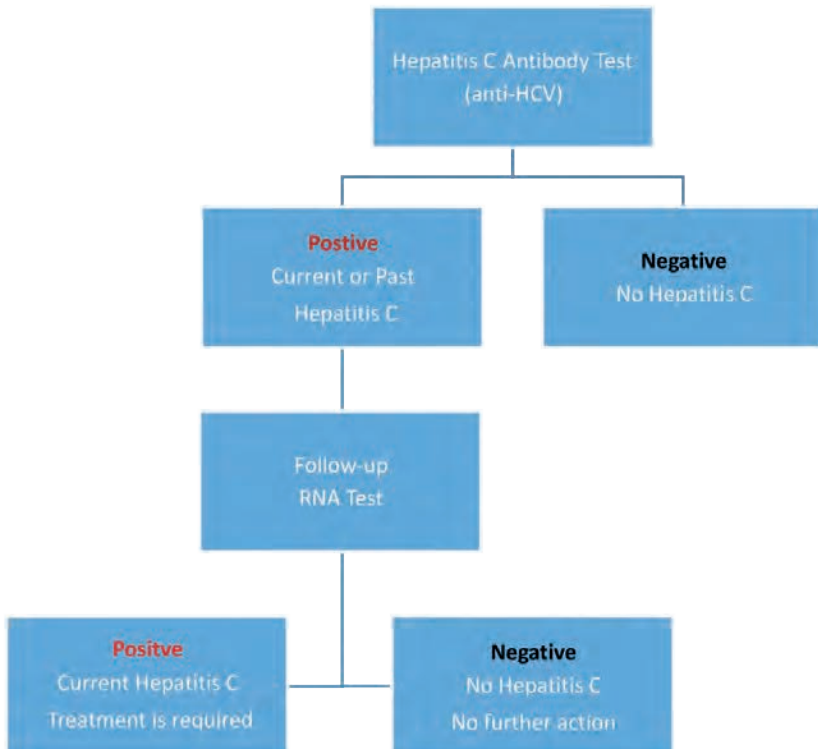 Hepatitis C Antibody Test
(anti-HCV)
Postive
Current or Past
Hepatitis C
Negative
No Hepatitis C
Follow-up
RNA Test
Positve
Current Hepatitis C
Treatment is required
Negative
No Hepatitis C
No further action